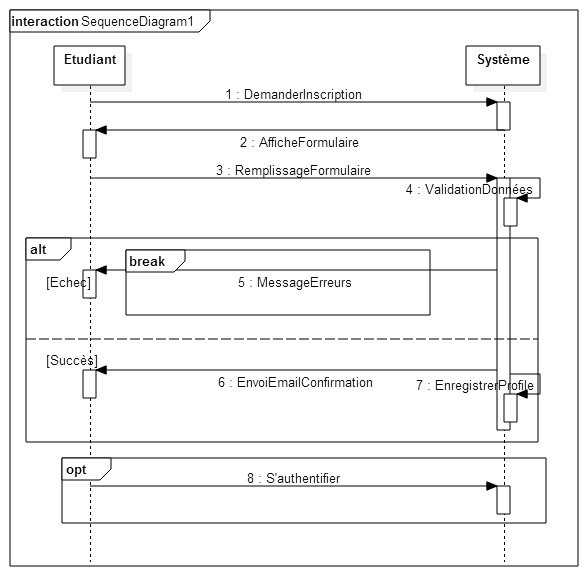 interaction SequenceDiagram1
Etudiant
Système
1 : DemanderInscription
2 : AfficheFormulaire
3 : RemplissageFormulaire
4 : ValidationDonnées
alt
break
[Echec]
5 : MessageErreurs
[Succès]
6 : EnvoiEmailConfirmation
7 : EnregistrerProfile
opt
8 : S'authentifier